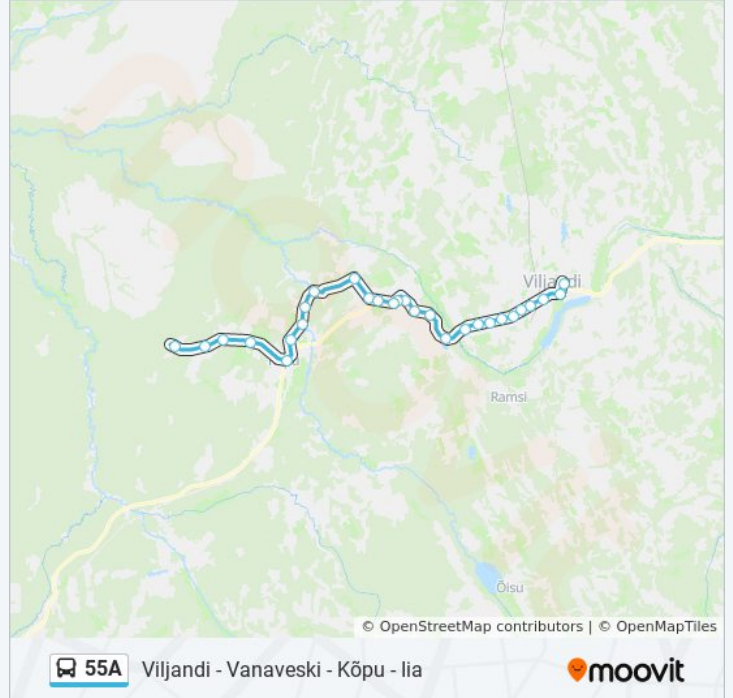 Viljandi
Ramsi
Õisu
© OpenStreetMap contributors | © OpenMapTiles
55A Viljandi - Vanaveski - Kõpu - Iia
moovit